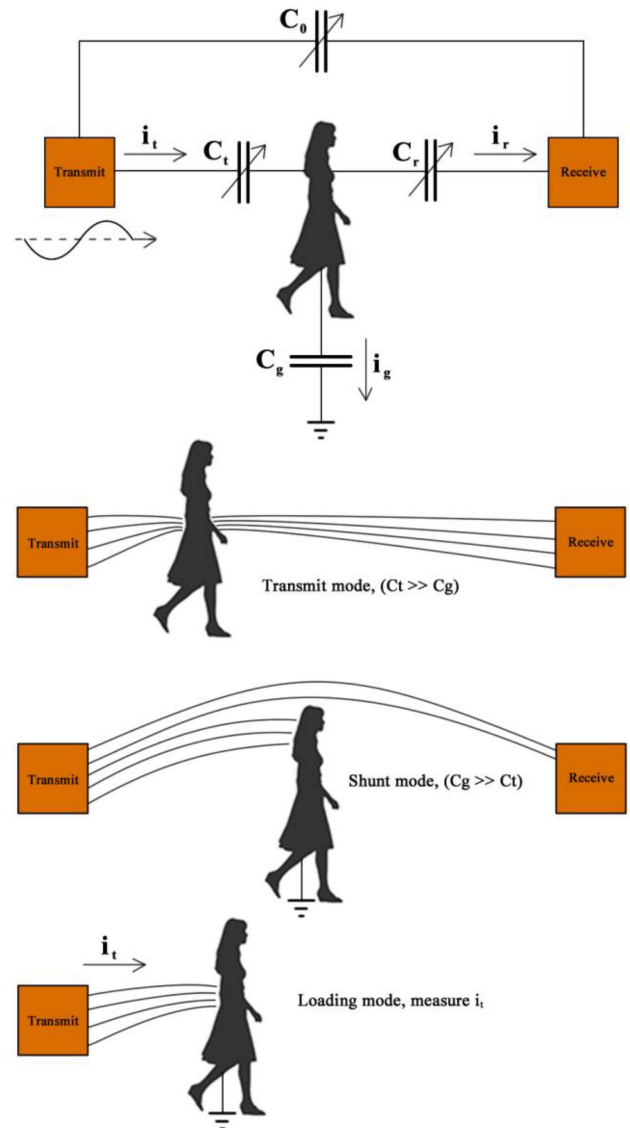 C0
it
Ct
Cr
ir
Transmit
Receive
Cg
ig
Transmit
Receive
Transmit mode, (Ct >> Cg)
Transmit
Receive
Shunt mode, (Cg >> Ct)
it
Transmit
Loading mode, measure it